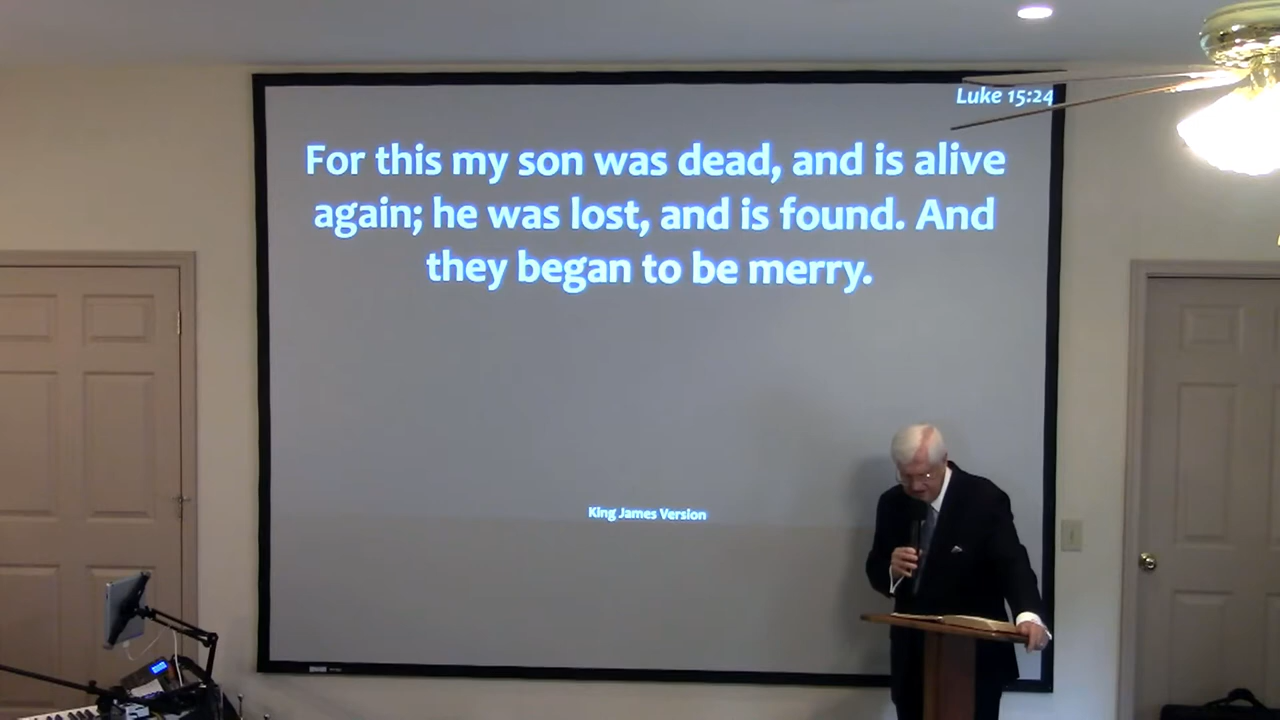 Luke 15:24
For this my son was dead, and is alive
again; he was lost, and is found. And
they began to be merry.
King James Version